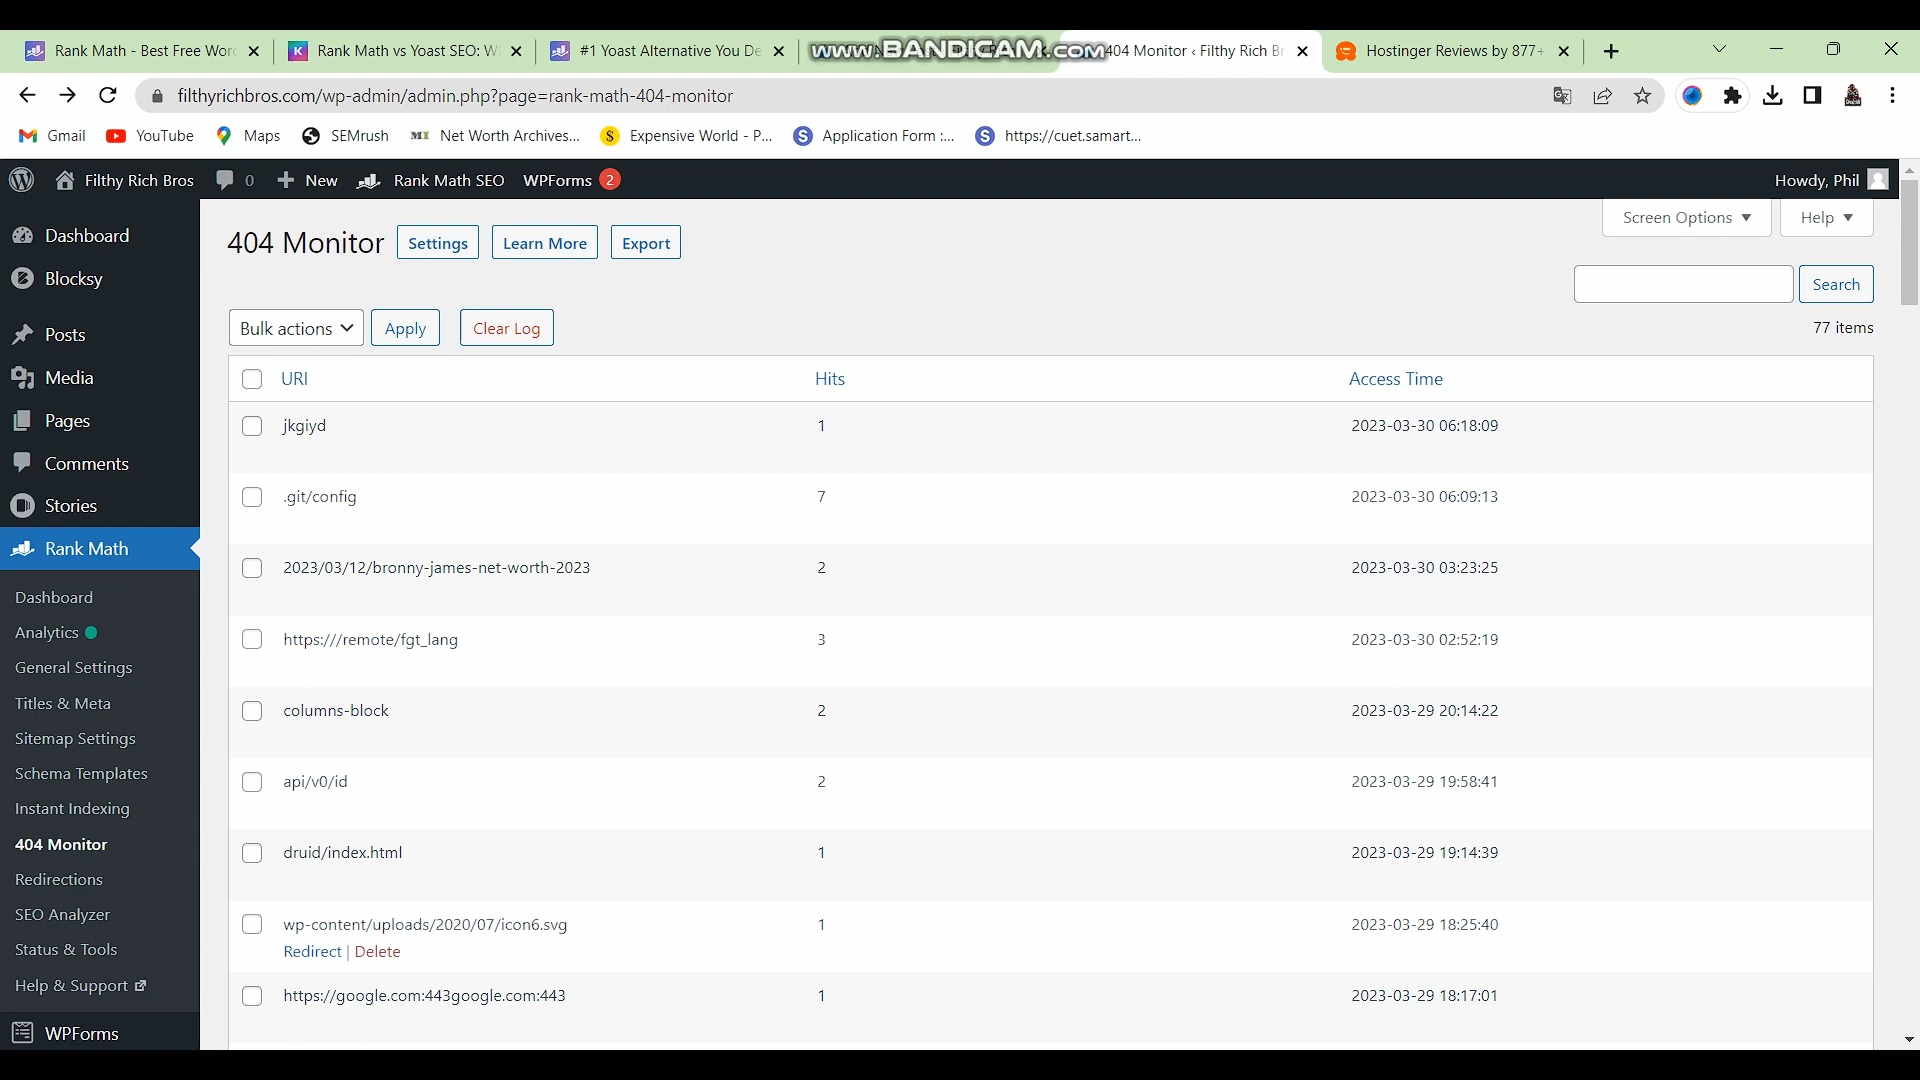 Rank Math - Best Free Wor
Rank Math vs Yoast SEO: W
#1 Yoast Alternative You De
www.BANDICAM.com
404 Monitor ‹ Filthy Rich Br
Hostinger Reviews by 877+
filthyrichbros.com/wp-admin/admin.php?page=rank-math-404-monitor
Gmail
YouTube
Maps
SEMrush
Net Worth Archives...
Expensive World - P...
Application Form :...
https://cuet.samart...
Filthy Rich Bros
0
New
Rank Math SEO
WPForms 2
Howdy, Phil
Dashboard
Blocksy
Posts
Media
Pages
Comments
Stories
Rank Math
Dashboard
Analytics
General Settings
Titles & Meta
Sitemap Settings
Schema Templates
Instant Indexing
404 Monitor
Redirections
SEO Analyzer
Status & Tools
Help & Support
WPForms
Screen Options ▼
Help ▼
404 Monitor
Settings
Learn More
Export
Search
Bulk actions
Apply
Clear Log
77 items
URI Hits Access Time
jkgiyd 1 2023-03-30 06:18:09
.git/config 7 2023-03-30 06:09:13
2023/03/12/bronny-james-net-worth-2023 2 2023-03-30 03:23:25
https:///remote/fgt_lang 3 2023-03-30 02:52:19
columns-block 2 2023-03-29 20:14:22
api/v0/id 2 2023-03-29 19:58:41
druid/index.html 1 2023-03-29 19:14:39
wp-content/uploads/2020/07/icon6.svg 1 2023-03-29 18:25:40
Redirect | Delete
https://google.com:443google.com:443 1 2023-03-29 18:17:01